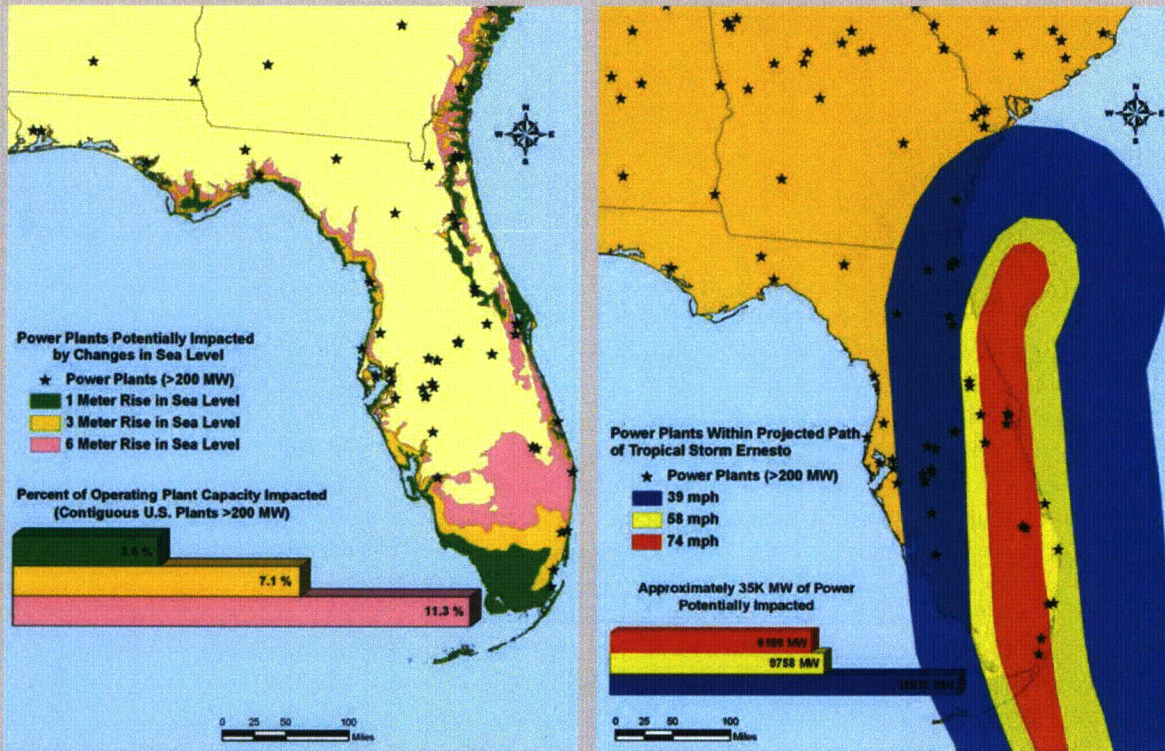 N
W
E
S
Power Plants Potentially Impacted
by Changes in Sea Level
Power Plants (>200 MW)
1 Meter Rise in Sea Level
3 Meter Rise in Sea Level
6 Meter Rise in Sea Level
Percent of Operating Plant Capacity Impacted
(Contiguous U.S. Plants >200 MW)
3.6 %
7.1 %
11.3 %
0 25 50 100
Miles
N
W
E
S
Power Plants Within Projected Path
of Tropical Storm Ernesto
Power Plants (>200 MW)
39 mph
58 mph
74 mph
Approximately 35K MW of Power
Potentially Impacted
MW
9758 MW
MW
0 25 50 100
Miles